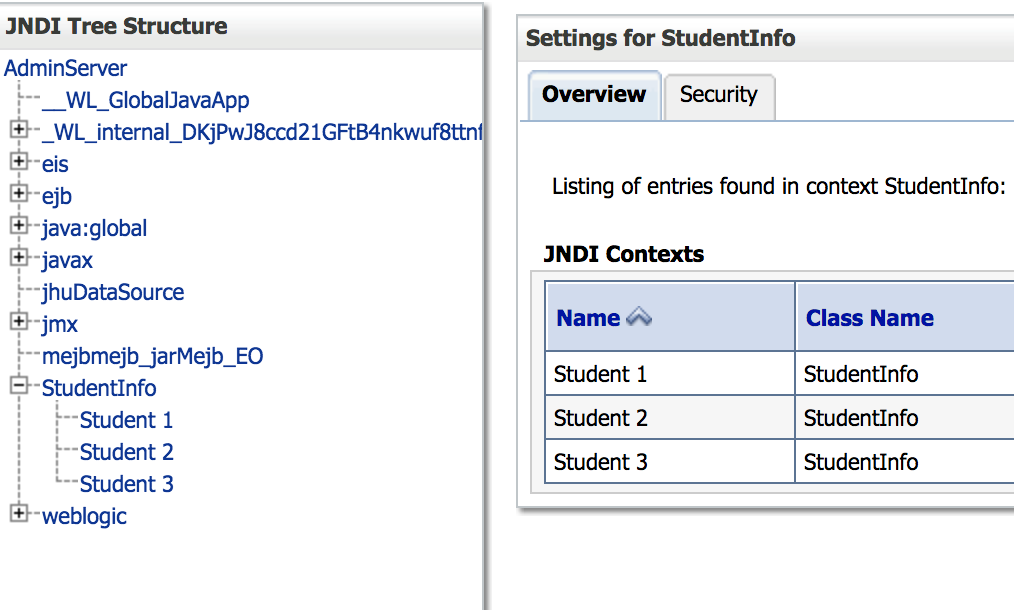 JNDI Tree Structure
AdminServer
__WL_GlobalJavaApp
_WL_internal_DKjPwJ8ccd21GFtB4nkwuf8ttnf
eis
ejb
java:global
javax
jhuDataSource
jmx
mejbmejb_jarMejb_EO
StudentInfo
Student 1
Student 2
Student 3
weblogic
Settings for StudentInfo
Overview Security
Listing of entries found in context StudentInfo:
JNDI Contexts
Name Class Name
Student 1 StudentInfo
Student 2 StudentInfo
Student 3 StudentInfo